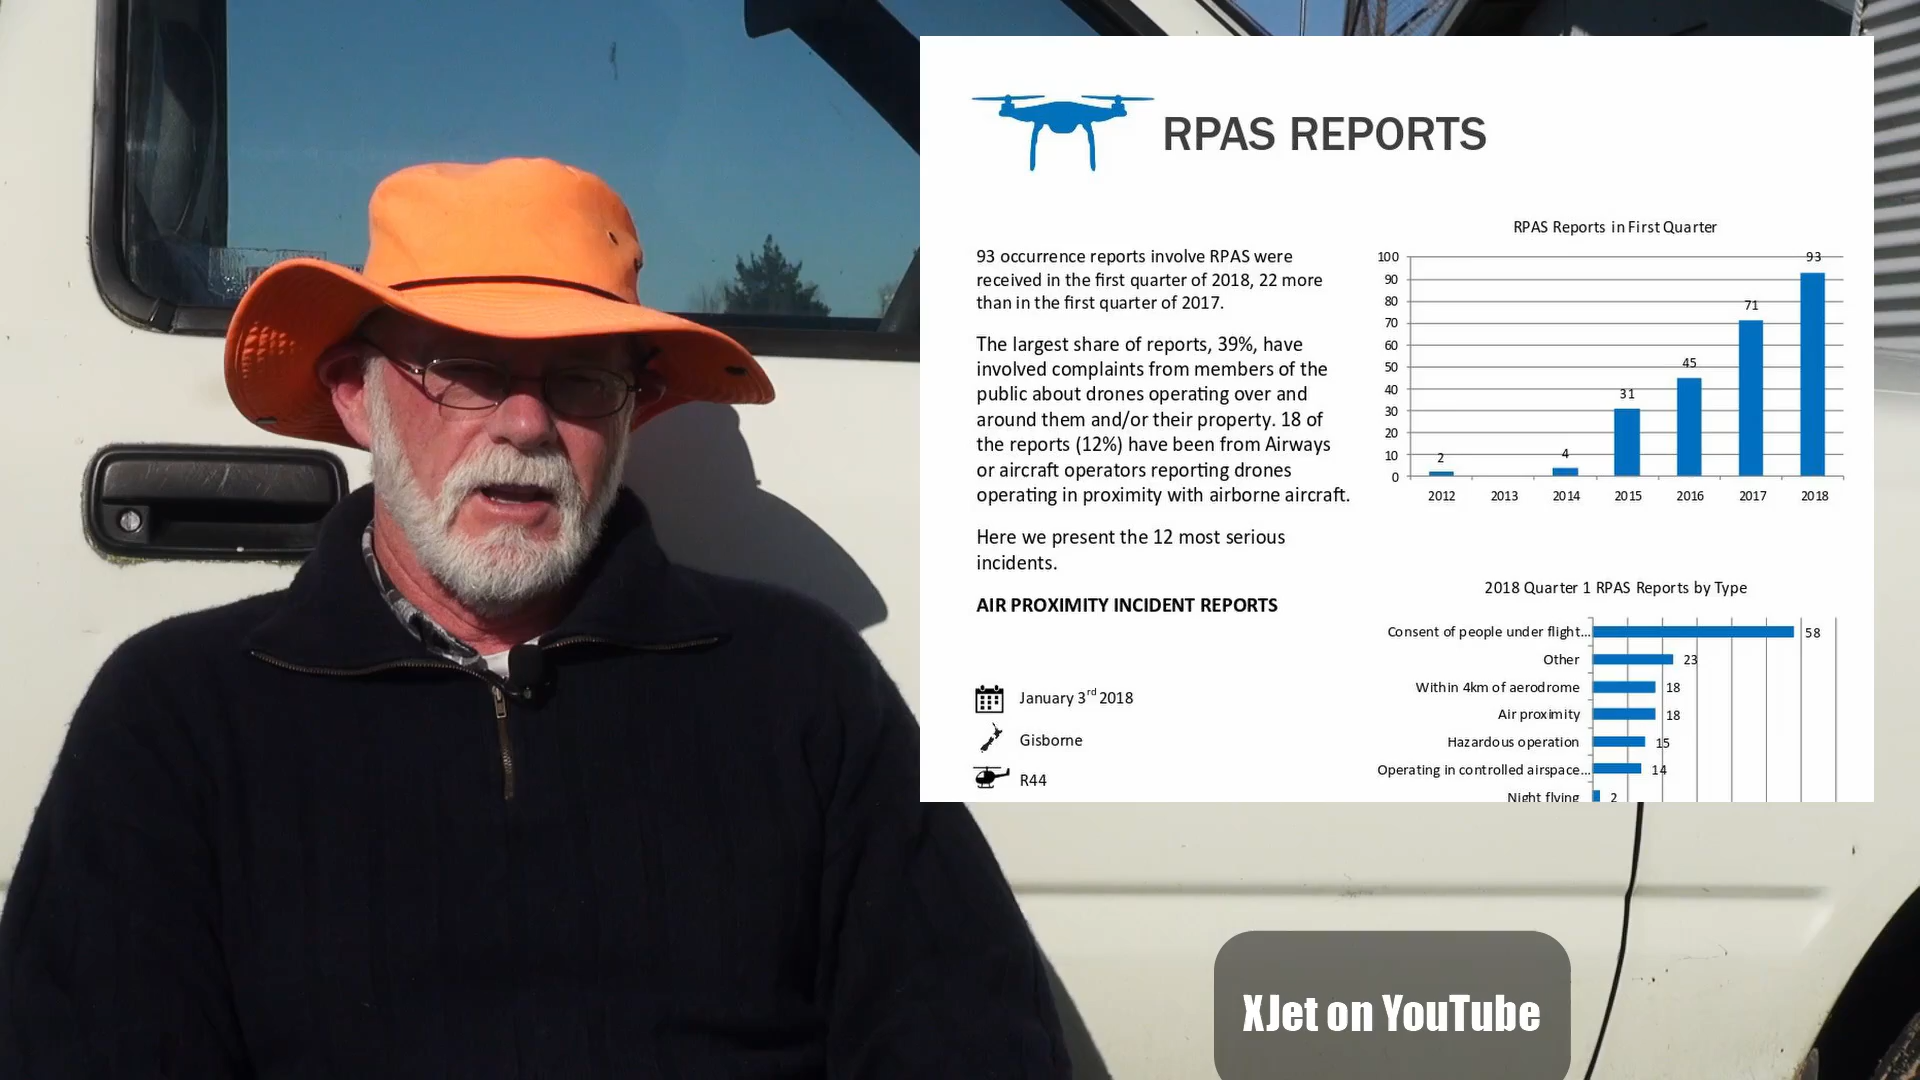 RPAS REPORTS
93 occurrence reports involve RPAS were
received in the first quarter of 2018, 22 more
than in the first quarter of 2017.
The largest share of reports, 39%, have
involved complaints from members of the
public about drones operating over and
around them and/or their property. 18 of
the reports (12%) have been from Airways
or aircraft operators reporting drones
operating in proximity with airborne aircraft.
Here we present the 12 most serious
incidents.
AIR PROXIMITY INCIDENT REPORTS
January 3rd 2018
Gisborne
R44
RPAS Reports in First Quarter
100
90
80
70
60
50
40
30
20
10
0
2
4
31
45
71
93
2012 2013 2014 2015 2016 2017 2018
2018 Quarter 1 RPAS Reports by Type
Consent of people under flight... 58
Other 23
Within 4km of aerodrome 18
Air proximity 18
Hazardous operation 15
Operating in controlled airspace... 14
Night flying 2
XJet on YouTube